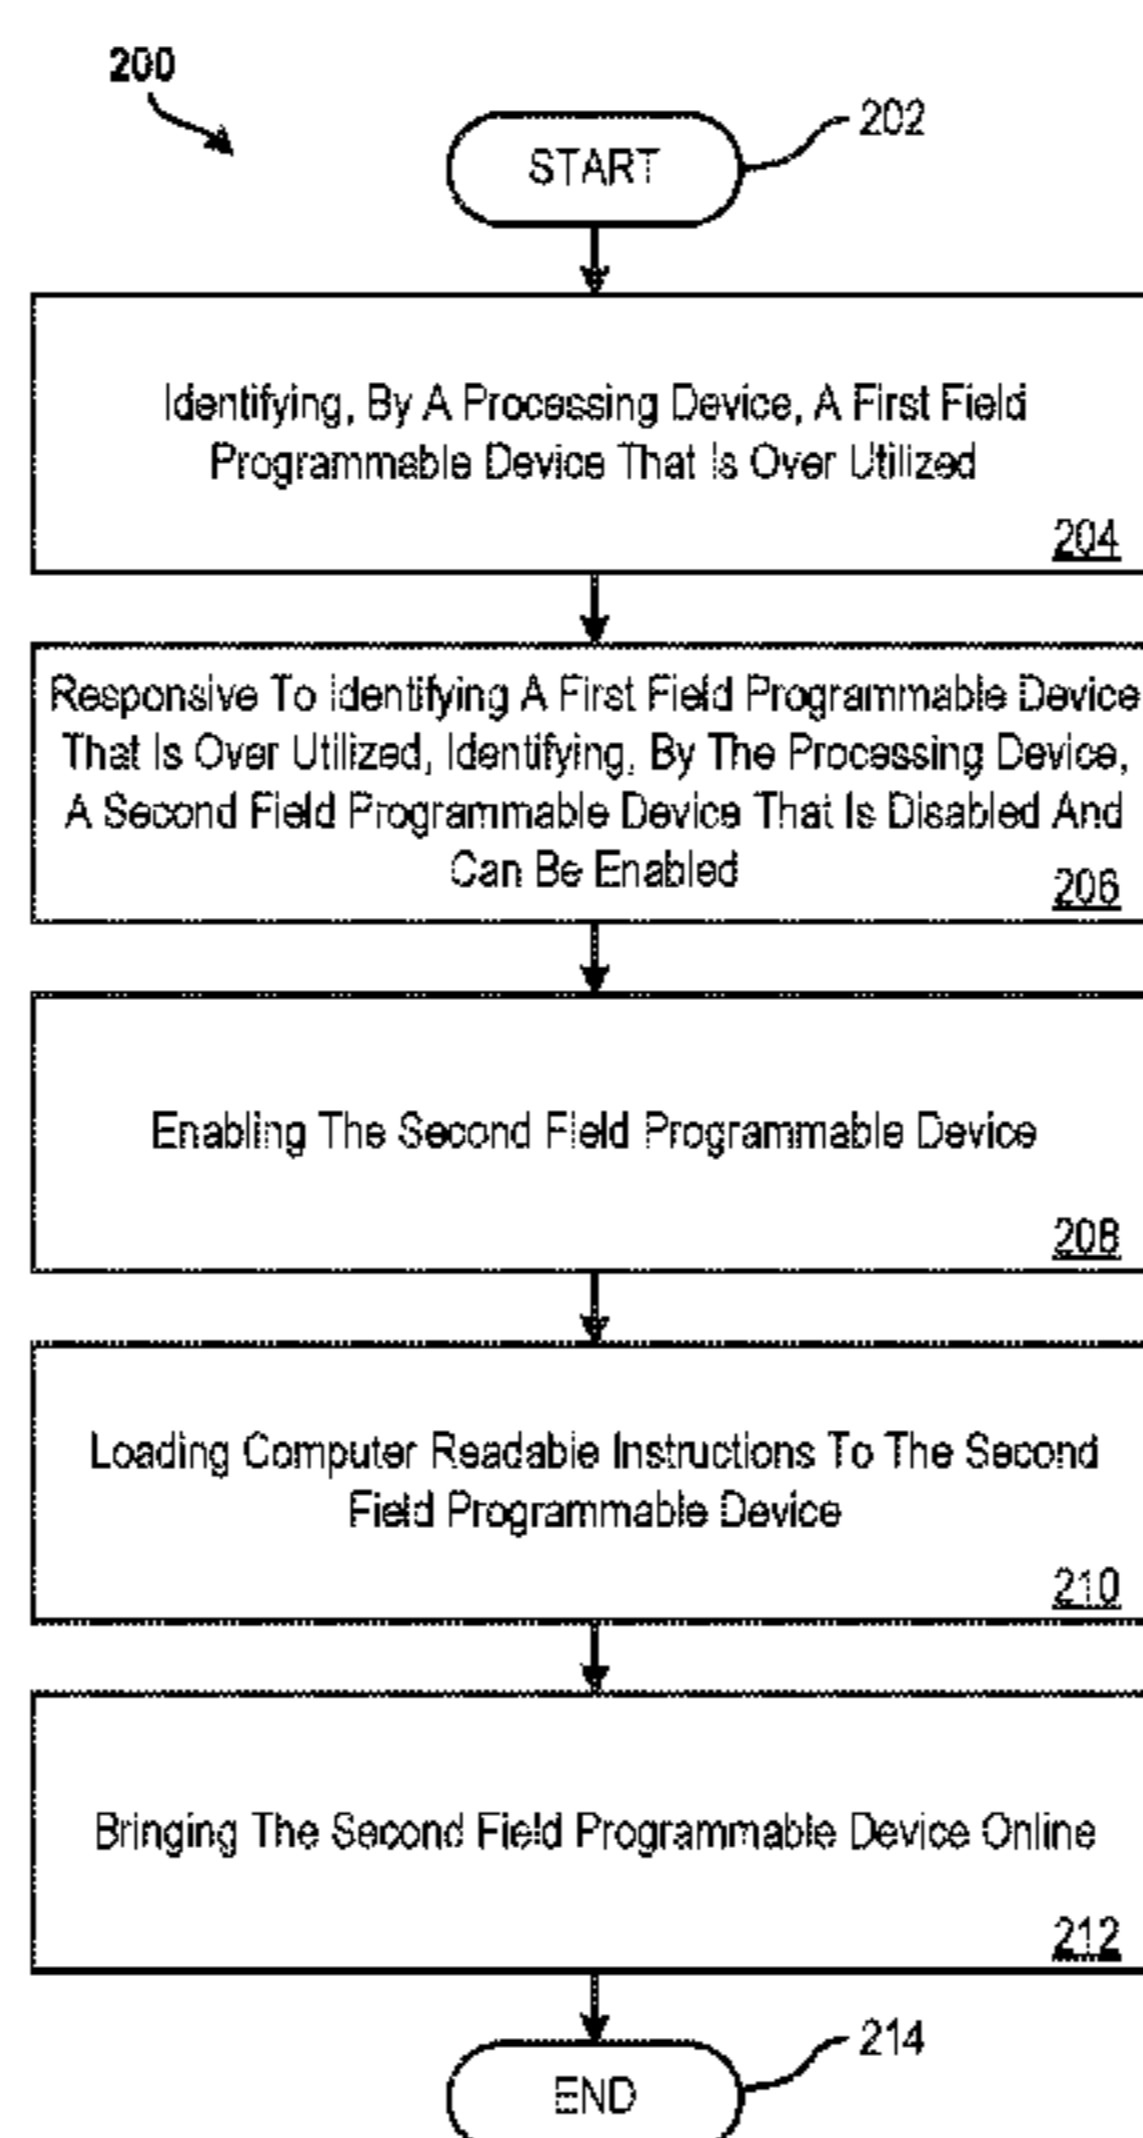 200
202
START
Identifying, By A Processing Device, A First Field
Programmable Device That Is Over Utilized
204
Responsive To Identifying A First Field Programmable Device
That Is Over Utilized, Identifying, By The Processing Device,
A Second Field Programmable Device That Is Disabled And
Can Be Enabled
206
Enabling The Second Field Programmable Device
208
Loading Computer Readable Instructions To The Second
Field Programmable Device
210
Bringing The Second Field Programmable Device Online
212
214
END